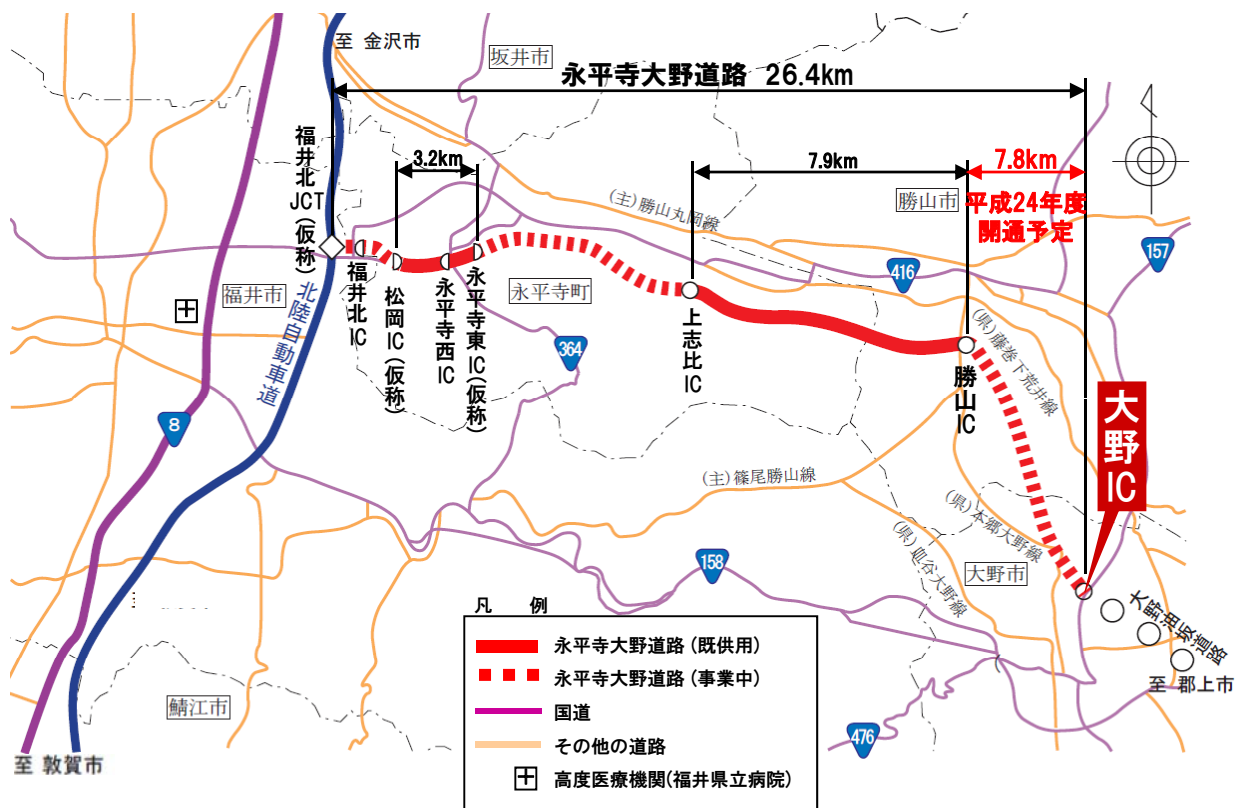 至 金沢市
坂井市
永平寺大野道路 26.4km
福井北JCT(仮称)
3.2km
7.9km
7.8km
平成24年度
開通予定
勝山市
(主)勝山丸岡線
157
416
福井市
福井北IC
松岡IC(仮称)
永平寺西IC
永平寺東IC(仮称)
永平寺町
上志比IC
勝山IC
(県)藤巻下荒井線
北陸自動車道
364
8
大野IC
(主)篠尾勝山線
(県)本郷大野線
(県)皿谷大野線
158
大野市
大野油坂道路
至 郡上市
鯖江市
476
至 敦賀市
凡 例
永平寺大野道路(既供用)
永平寺大野道路(事業中)
国道
その他の道路
高度医療機関(福井県立病院)